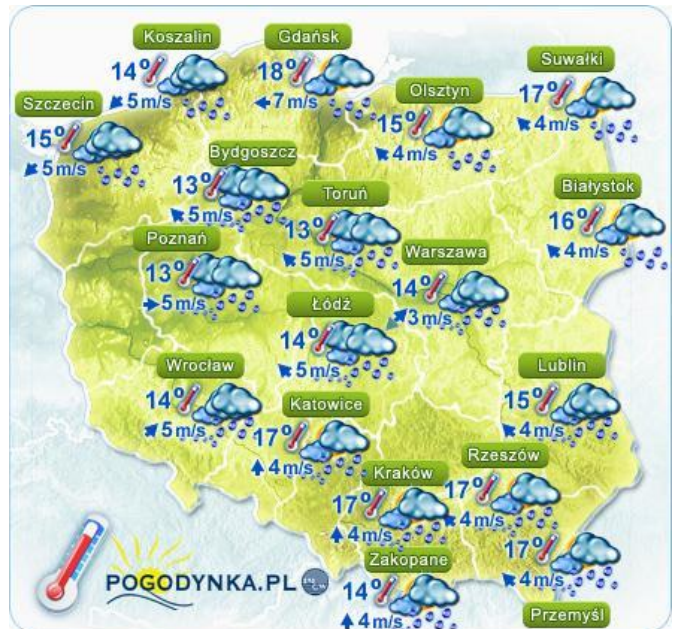 Koszalin
14°
5 m/s
Gdańsk
18°
7 m/s
Suwałki
17°
4 m/s
Szczecin
15°
5 m/s
Olsztyn
15°
4 m/s
Bydgoszcz
13°
5 m/s
Toruń
13°
5 m/s
Białystok
16°
4 m/s
Poznań
13°
5 m/s
Warszawa
14°
3 m/s
Łódź
14°
5 m/s
Wrocław
14°
5 m/s
Katowice
17°
4 m/s
Lublin
15°
4 m/s
Kraków
17°
4 m/s
Rzeszów
17°
4 m/s
Zakopane
14°
4 m/s
17°
4 m/s
Przemyśl
POGODYNKA.PL